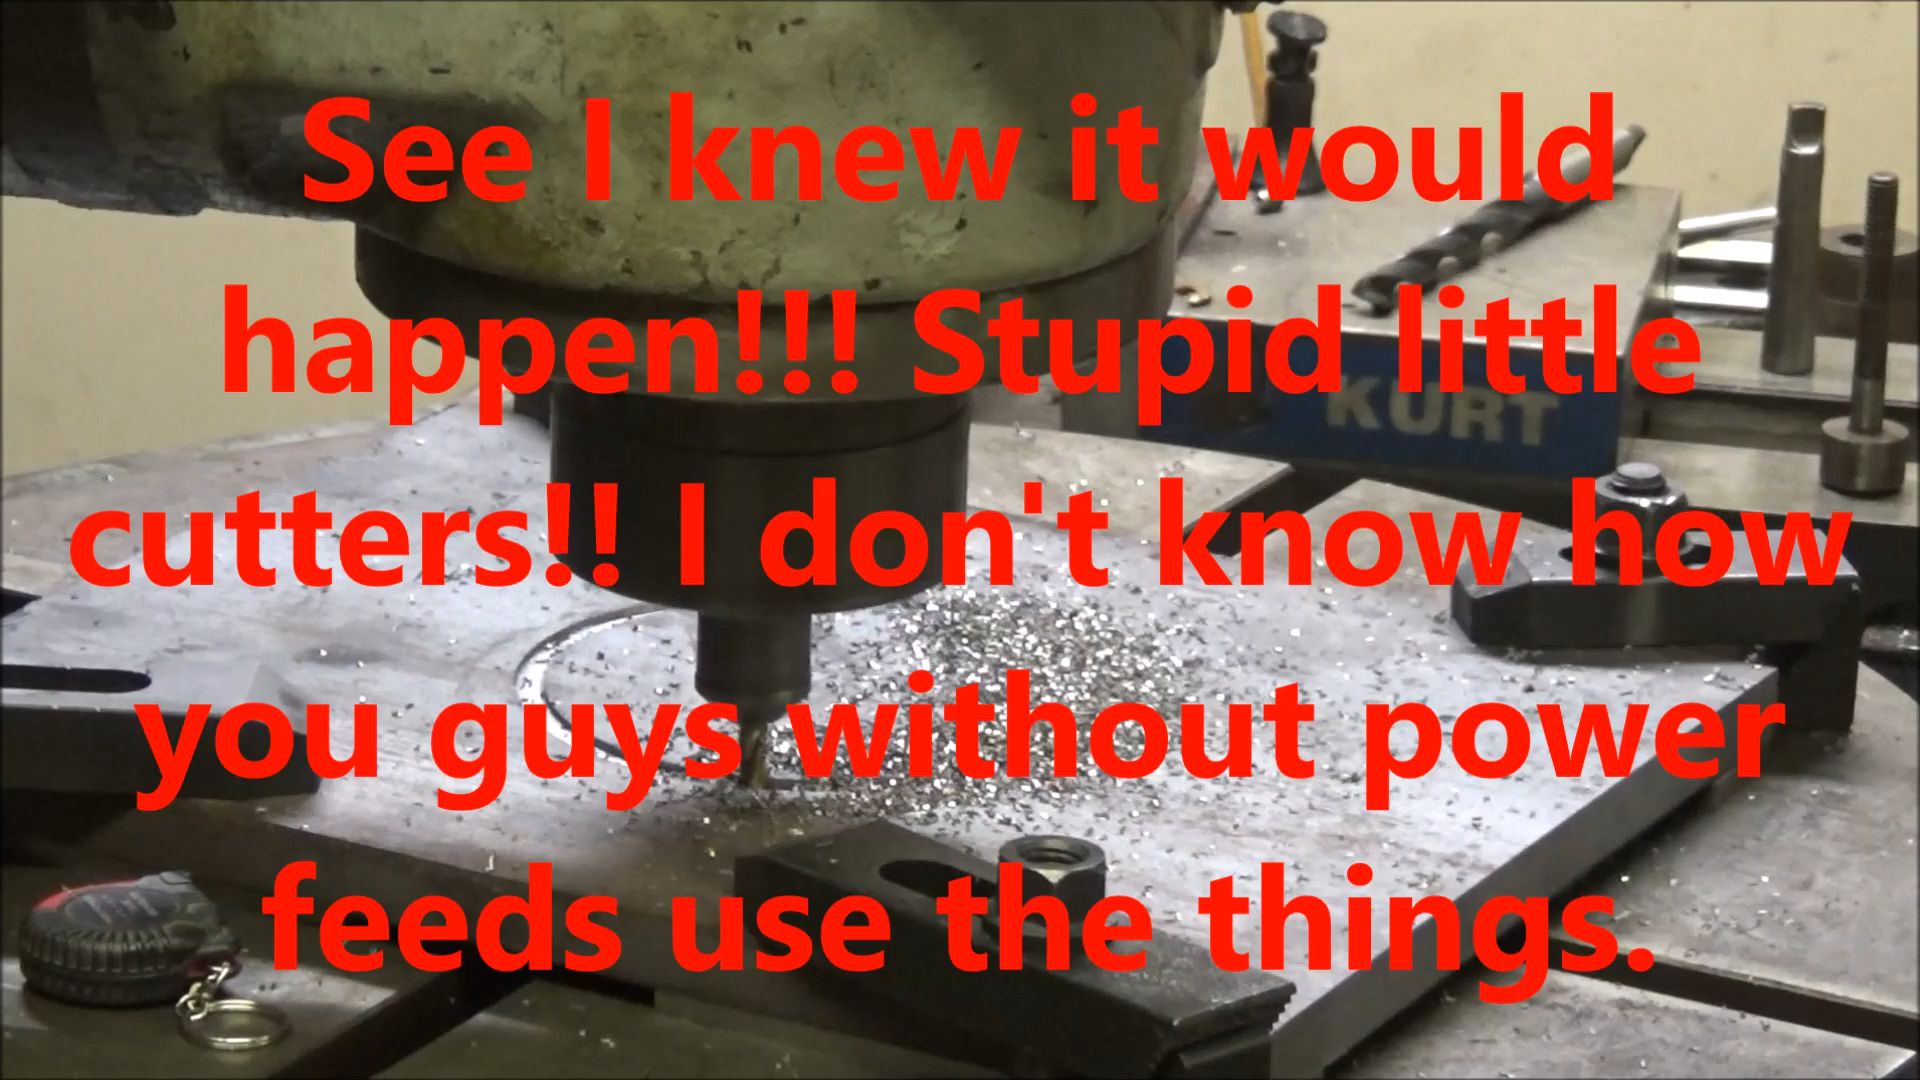 See I knew it would
happen!!! Stupid little
KURT
cutters!! I don't know how
you guys without power
feeds use the things.